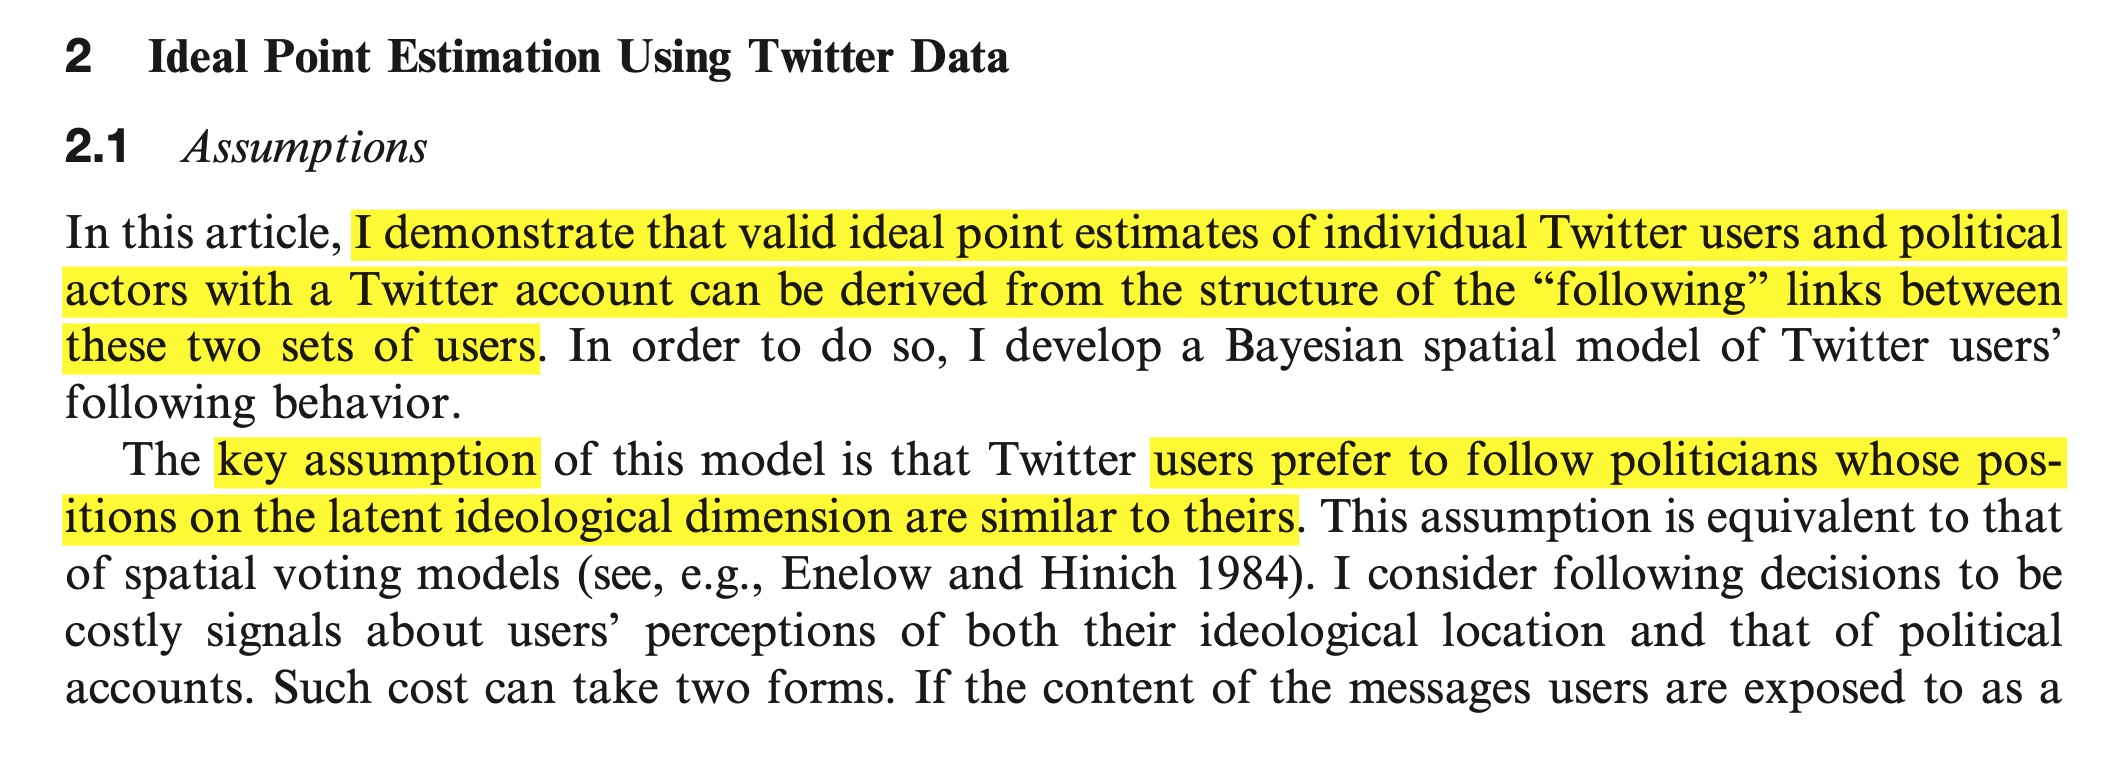 2 Ideal Point Estimation Using Twitter Data
2.1 Assumptions
In this article, I demonstrate that valid ideal point estimates of individual Twitter users and political
actors with a Twitter account can be derived from the structure of the “following” links between
these two sets of users. In order to do so, I develop a Bayesian spatial model of Twitter users’
following behavior.
The key assumption of this model is that Twitter users prefer to follow politicians whose pos-
itions on the latent ideological dimension are similar to theirs. This assumption is equivalent to that
of spatial voting models (see, e.g., Enelow and Hinich 1984). I consider following decisions to be
costly signals about users’ perceptions of both their ideological location and that of political
accounts. Such cost can take two forms. If the content of the messages users are exposed to as a